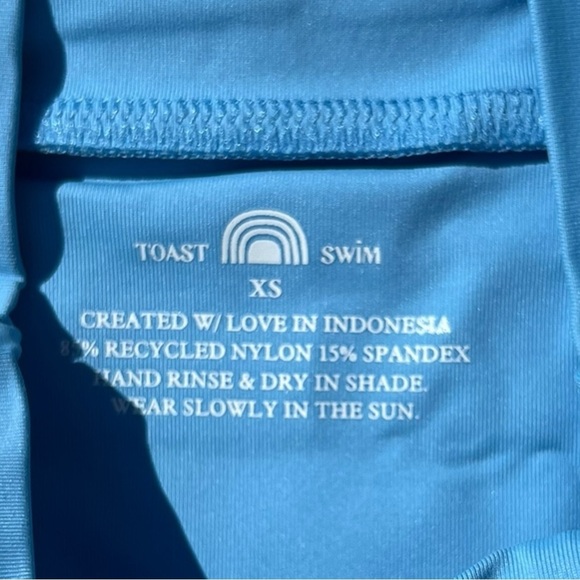 TOAST SWiM
XS
CREATED W/ LOVE IN INDONESIA
85% RECYCLED NYLON 15% SPANDEX
HAND RINSE & DRY IN SHADE.
WEAR SLOWLY IN THE SUN.